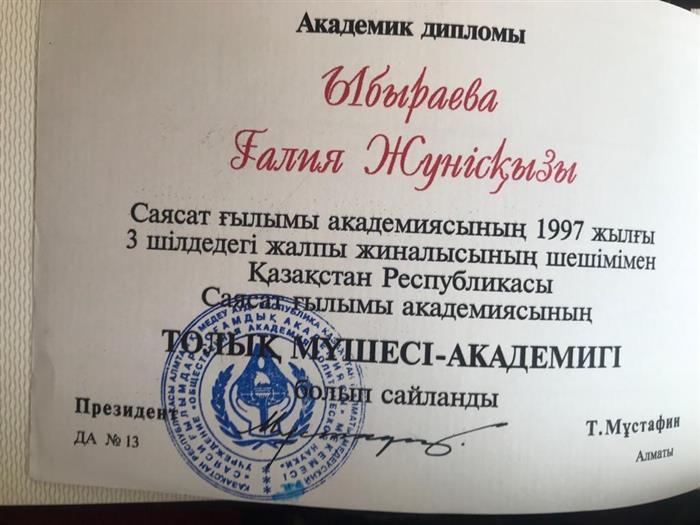 Академик дипломы
Ыбыраева
Ғалия Жүнісқызы
Саясат ғылымы академиясының 1997 жылғы
3 шілдедегі жалпы жиналысының шешімімен
Қазақстан Республикасы
Саясат ғылымы академиясының
ТОЛЫҚ МҮШЕСІ-АКАДЕМИГІ
болып сайланды
Президент
Т.Мұстафин
ДА № 13
Алматы